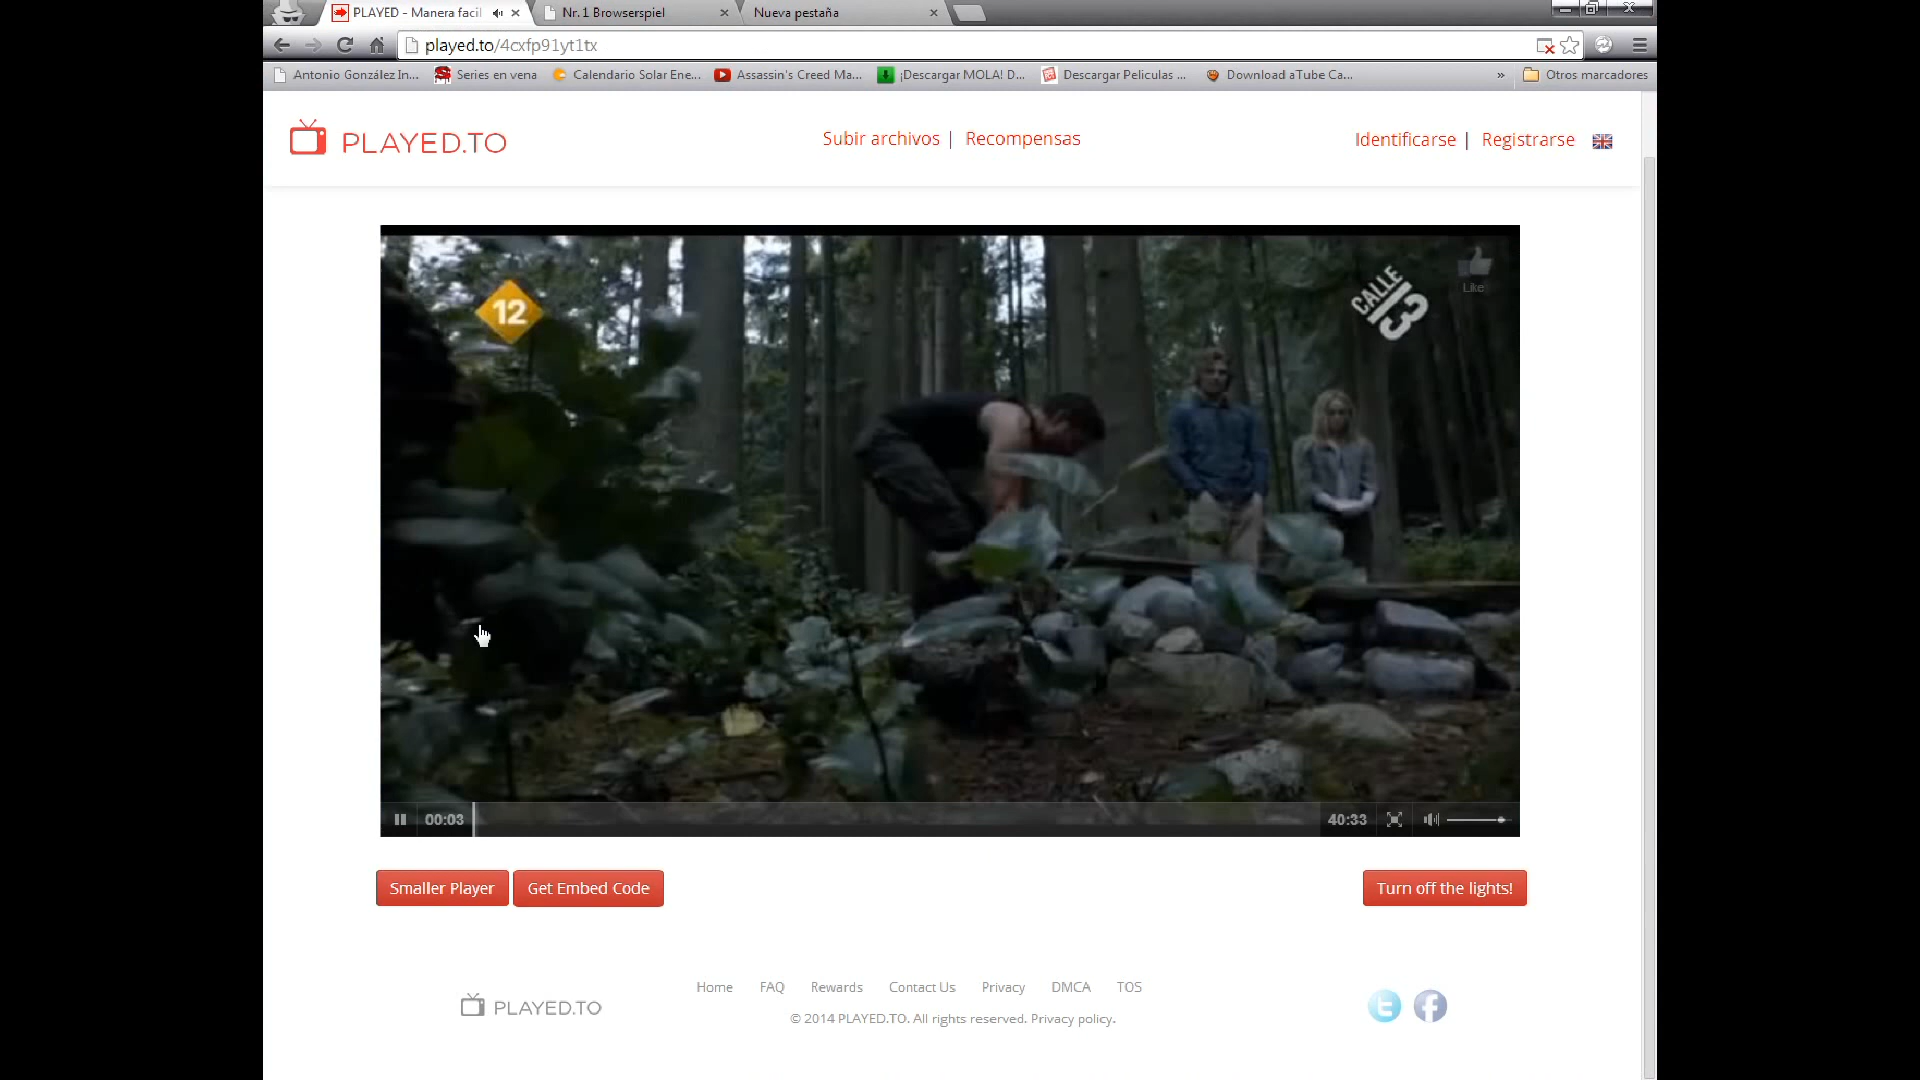 PLAYED - Manera facil
Nr. 1 Browserspiel
Nueva pestaña
played.to/4cxfp91yt1tx
Antonio González In...
Series en vena
Calendario Solar Ene...
Assassin's Creed Ma...
¡Descargar MOLA! D...
Descargar Peliculas ...
Download aTube Ca...
»
Otros marcadores
PLAYED.TO
Subir archivos |
Recompensas
Identificarse |
Registrarse
12
CALLE
13
Like
00:03
40:33
Smaller Player
Get Embed Code
Turn off the lights!
PLAYED.TO
Home
FAQ
Rewards
Contact Us
Privacy
DMCA
TOS
© 2014 PLAYED.TO. All rights reserved. Privacy policy.